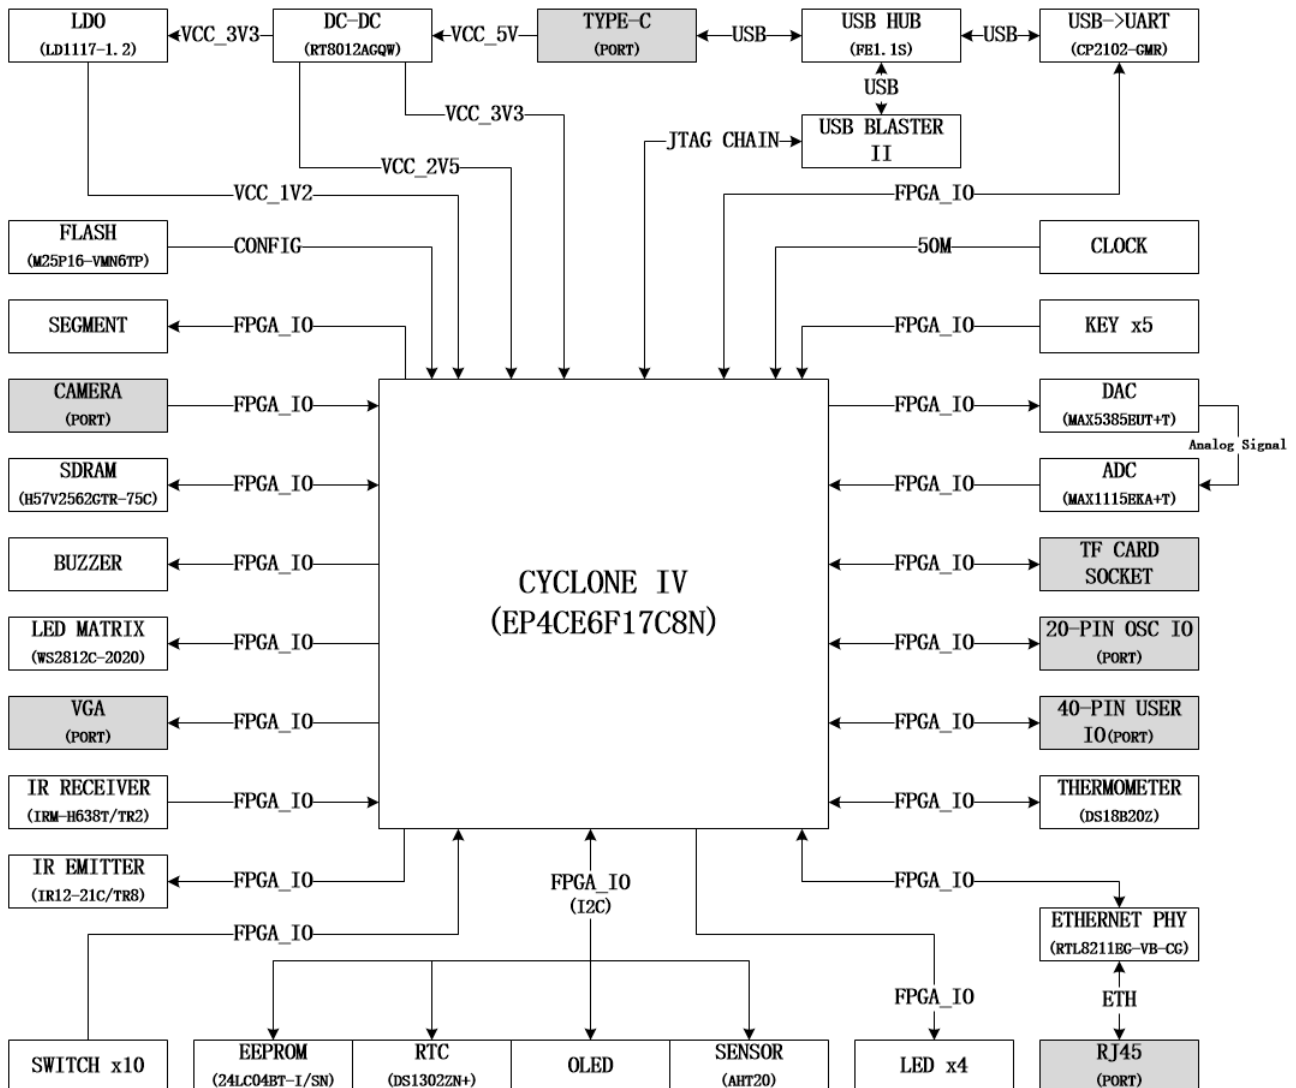 LDO
(LD1117-1.2)
VCC_3V3
DC-DC
(RT8012AGQW)
VCC_5V
TYPE-C
(PORT)
USB
USB HUB
(FE1.1S)
USB
USB->UART
(CP2102-GMR)
USB
VCC_3V3
USB BLASTER
II
JTAG CHAIN
VCC_2V5
VCC_1V2
FPGA_IO
FLASH
(M25P16-VMN6TP)
CONFIG
50M
CLOCK
SEGMENT
FPGA_IO
FPGA_IO
KEY x5
CAMERA
(PORT)
FPGA_IO
FPGA_IO
DAC
(MAX5385EUT+T)
Analog Signal
SDRAM
(H57V2562GTR-75C)
FPGA_IO
FPGA_IO
ADC
(MAX1115EKA+T)
BUZZER
FPGA_IO
CYCLONE IV
(EP4CE6F17C8N)
FPGA_IO
TF CARD
SOCKET
LED MATRIX
(WS2812C-2020)
FPGA_IO
FPGA_IO
20-PIN OSC IO
(PORT)
VGA
(PORT)
FPGA_IO
FPGA_IO
40-PIN USER
IO(PORT)
IR RECEIVER
(IRM-H638T/TR2)
FPGA_IO
FPGA_IO
THERMOMETER
(DS18B20Z)
IR EMITTER
(IR12-21C/TR8)
FPGA_IO
FPGA_IO
(I2C)
FPGA_IO
ETHERNET PHY
(RTL8211EG-VB-CG)
FPGA_IO
FPGA_IO
ETH
SWITCH x10
EEPROM
(24LC04BT-I/SN)
RTC
(DS1302ZN+)
OLED
SENSOR
(AHT20)
LED x4
RJ45
(PORT)